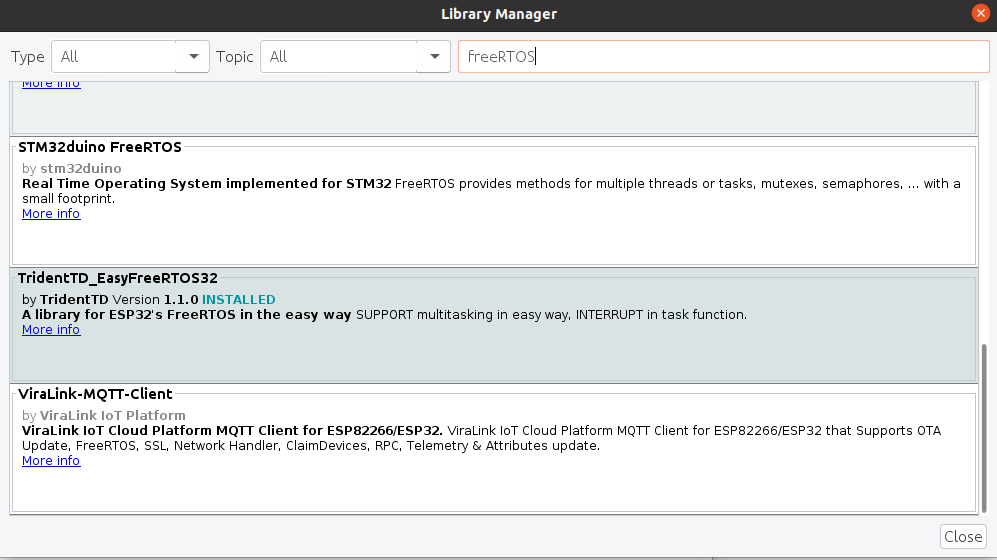 Library Manager
Type All Topic All freeRTOS
More info
STM32duino FreeRTOS
by stm32duino
Real Time Operating System implemented for STM32 FreeRTOS provides methods for multiple threads or tasks, mutexes, semaphores, ... with a
small footprint.
More info
TridentTD_EasyFreeRTOS32
by TridentTD Version 1.1.0 INSTALLED
A library for ESP32's FreeRTOS in the easy way SUPPORT multitasking in easy way, INTERRUPT in task function.
More info
ViraLink-MQTT-Client
by ViraLink IoT Platform
ViraLink IoT Cloud Platform MQTT Client for ESP82266/ESP32. ViraLink IoT Cloud Platform MQTT Client for ESP82266/ESP32 that Supports OTA
Update, FreeRTOS, SSL, Network Handler, ClaimDevices, RPC, Telemetry & Attributes update.
More info
Close